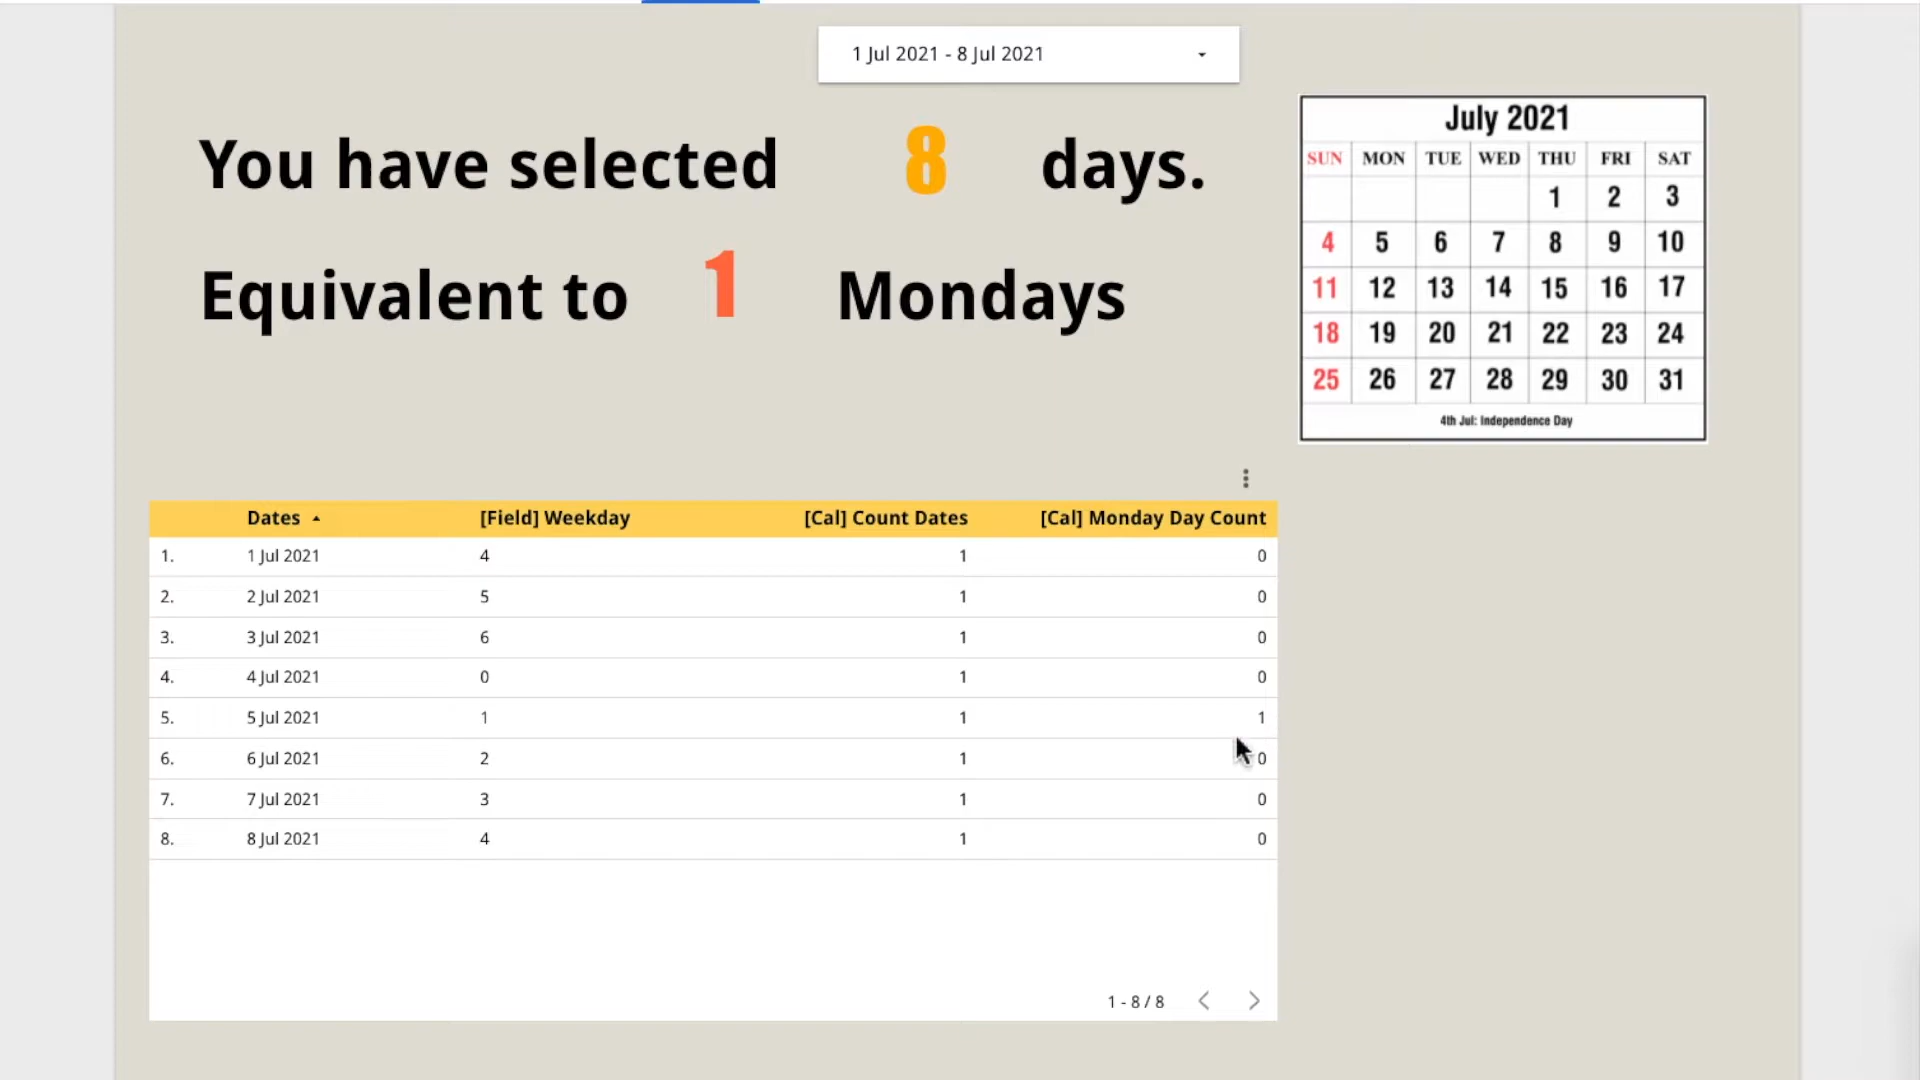 1 Jul 2021 - 8 Jul 2021
You have selected 8 days.
Equivalent to 1 Mondays
July 2021
SUN MON TUE WED THU FRI SAT
1 2 3
4 5 6 7 8 9 10
11 12 13 14 15 16 17
18 19 20 21 22 23 24
25 26 27 28 29 30 31
4th Jul: Independence Day
Dates [Field] Weekday [Cal] Count Dates [Cal] Monday Day Count
1. 1 Jul 2021 4 1 0
2. 2 Jul 2021 5 1 0
3. 3 Jul 2021 6 1 0
4. 4 Jul 2021 0 1 0
5. 5 Jul 2021 1 1 1
6. 6 Jul 2021 2 1 0
7. 7 Jul 2021 3 1 0
8. 8 Jul 2021 4 1 0
1 - 8 / 8